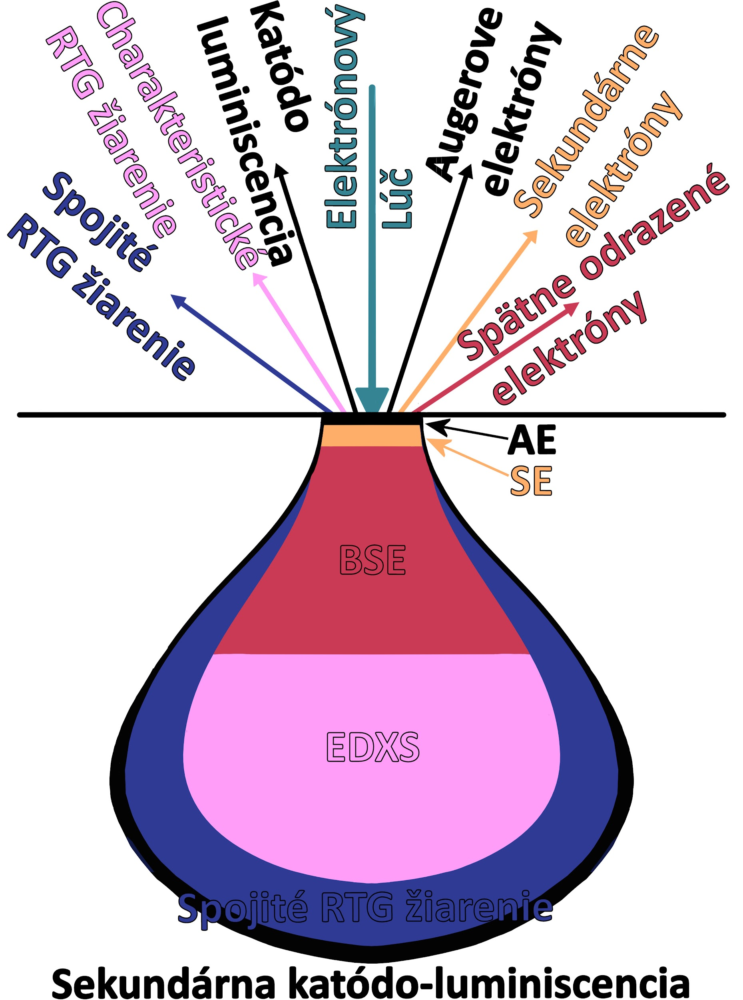 Charakteristické
RTG žiarenie
Spojité
RTG žiarenie
Katódo
luminiscencia
Elektrónový
Lúč
Augerove
elektróny
Sekundárne
elektróny
Spätne odrazené
elektróny
AE
SE
BSE
EDXS
Spojité RTG žiarenie
Sekundárna katódo-luminiscencia